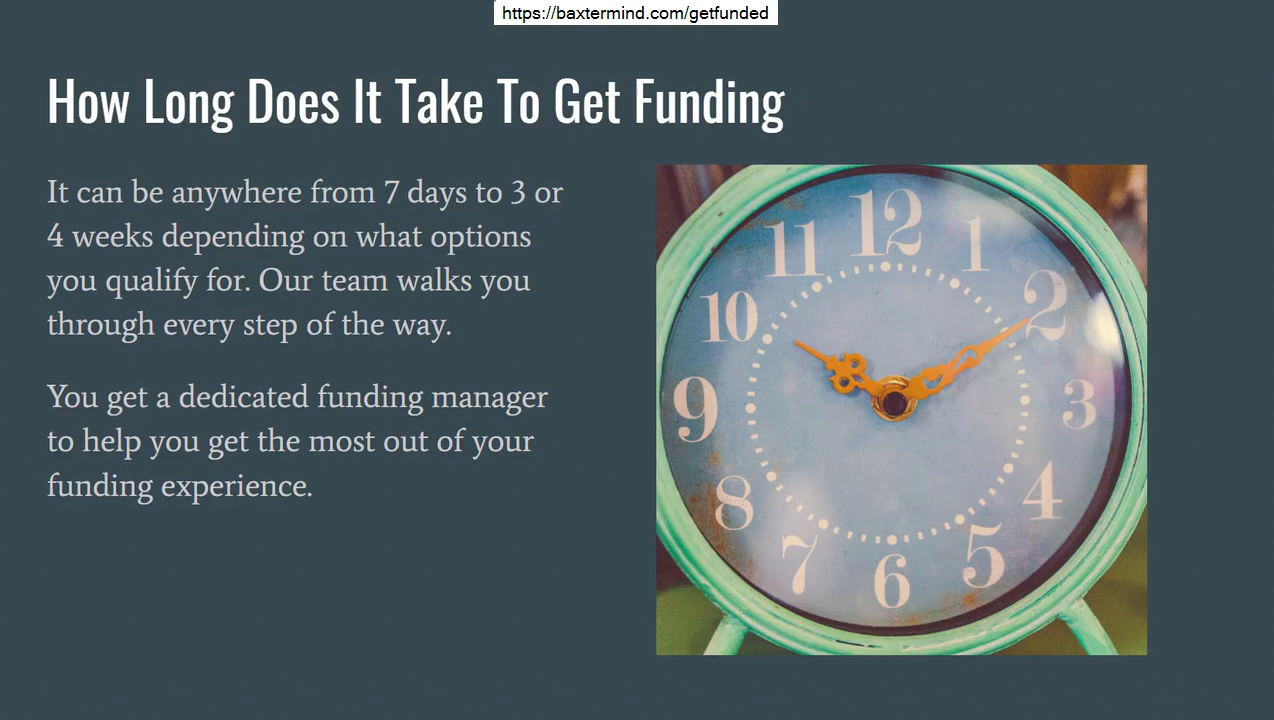 https://baxtermind.com/getfunded
How Long Does It Take To Get Funding
It can be anywhere from 7 days to 3 or
4 weeks depending on what options
you qualify for. Our team walks you
through every step of the way.
You get a dedicated funding manager
to help you get the most out of your
funding experience.
12
11
1
10
2
9
3
8
4
7
5
6